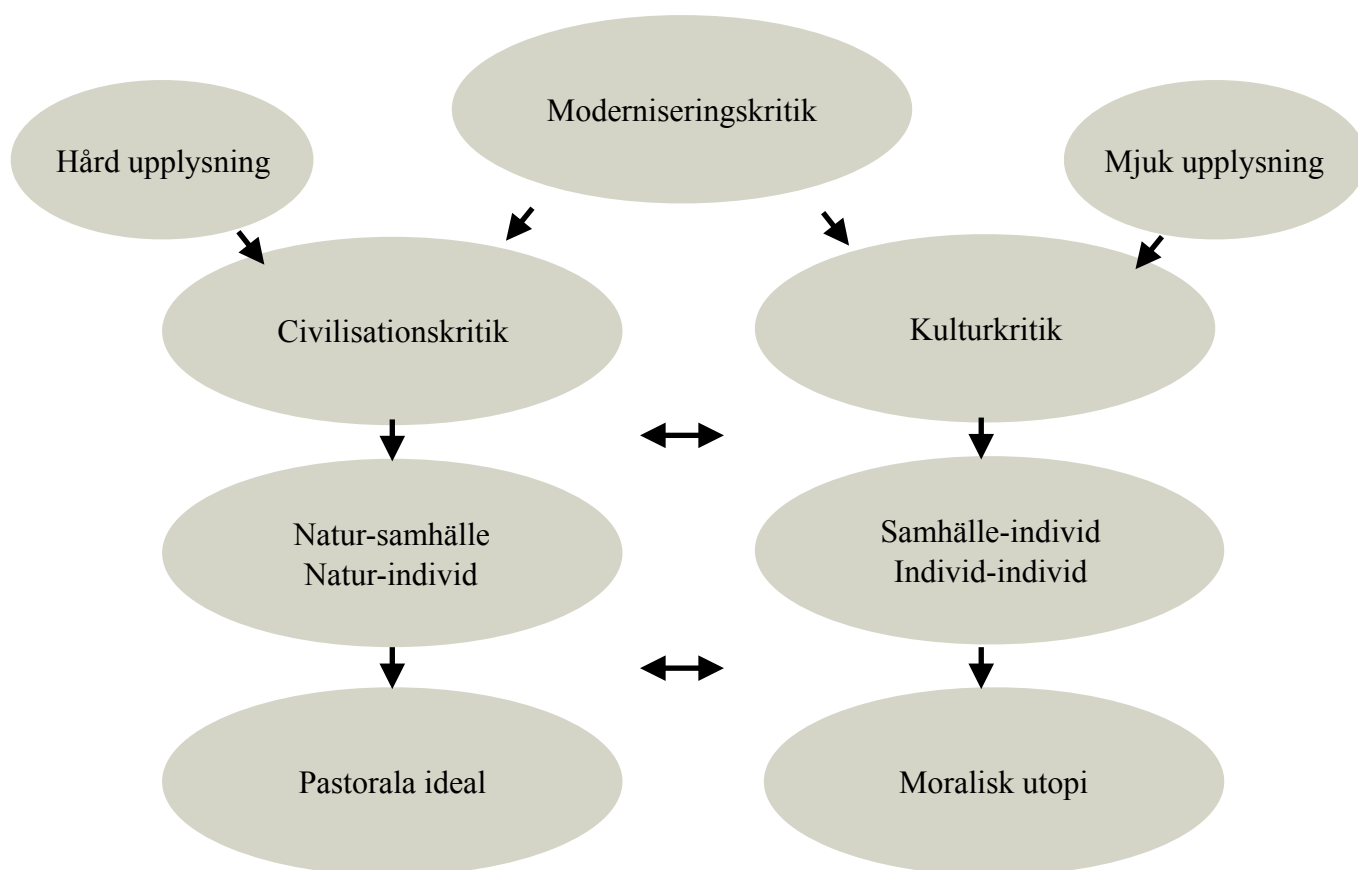 Moderniseringskritik
Hård upplysning
Mjuk upplysning
Civilisationskritik
Kulturkritik
Natur-samhälle
Natur-individ
Samhälle-individ
Individ-individ
Pastorala ideal
Moralisk utopi